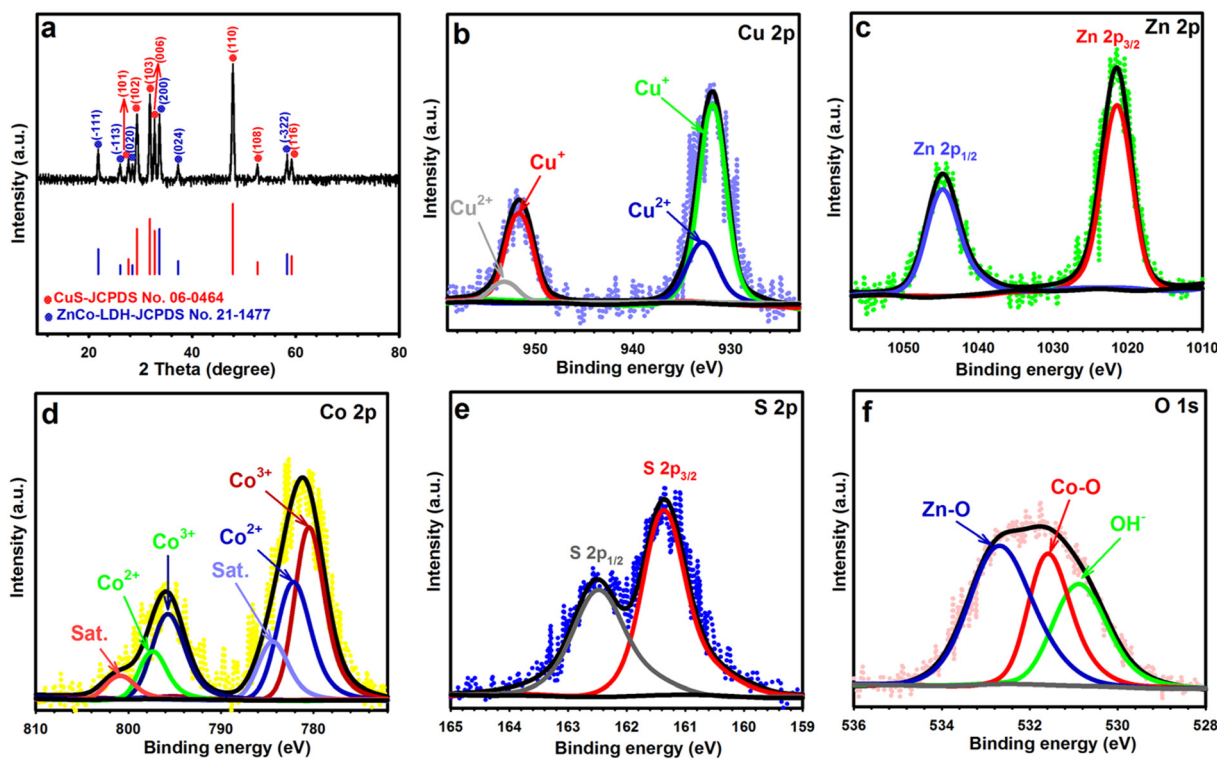 a
(-111)
(-113)
(101)
(020)
(102)
(103)
(006)
(200)
(024)
(110)
(108)
(-322)
(116)
CuS-JCPDS No. 06-0464
ZnCo-LDH-JCPDS No. 21-1477
Intensity (a.u.)
20 40 60 80
2 Theta (degree)
b
Cu 2p
Cu⁺
Cu²⁺
Cu⁺
Cu²⁺
Intensity (a.u.)
950 940 930
Binding energy (eV)
c
Zn 2p
Zn 2p₃/₂
Zn 2p₁/₂
Intensity (a.u.)
1050 1040 1030 1020 1010
Binding energy (eV)
d
Co 2p
Co³⁺
Co²⁺
Sat.
Co³⁺
Co²⁺
Sat.
Intensity (a.u.)
810 800 790 780
Binding energy (eV)
e
S 2p
S 2p₃/₂
S 2p₁/₂
Intensity (a.u.)
165 164 163 162 161 160 159
Binding energy (eV)
f
O 1s
Zn-O
Co-O
OH⁻
Intensity (a.u.)
536 534 532 530 528
Binding energy (eV)